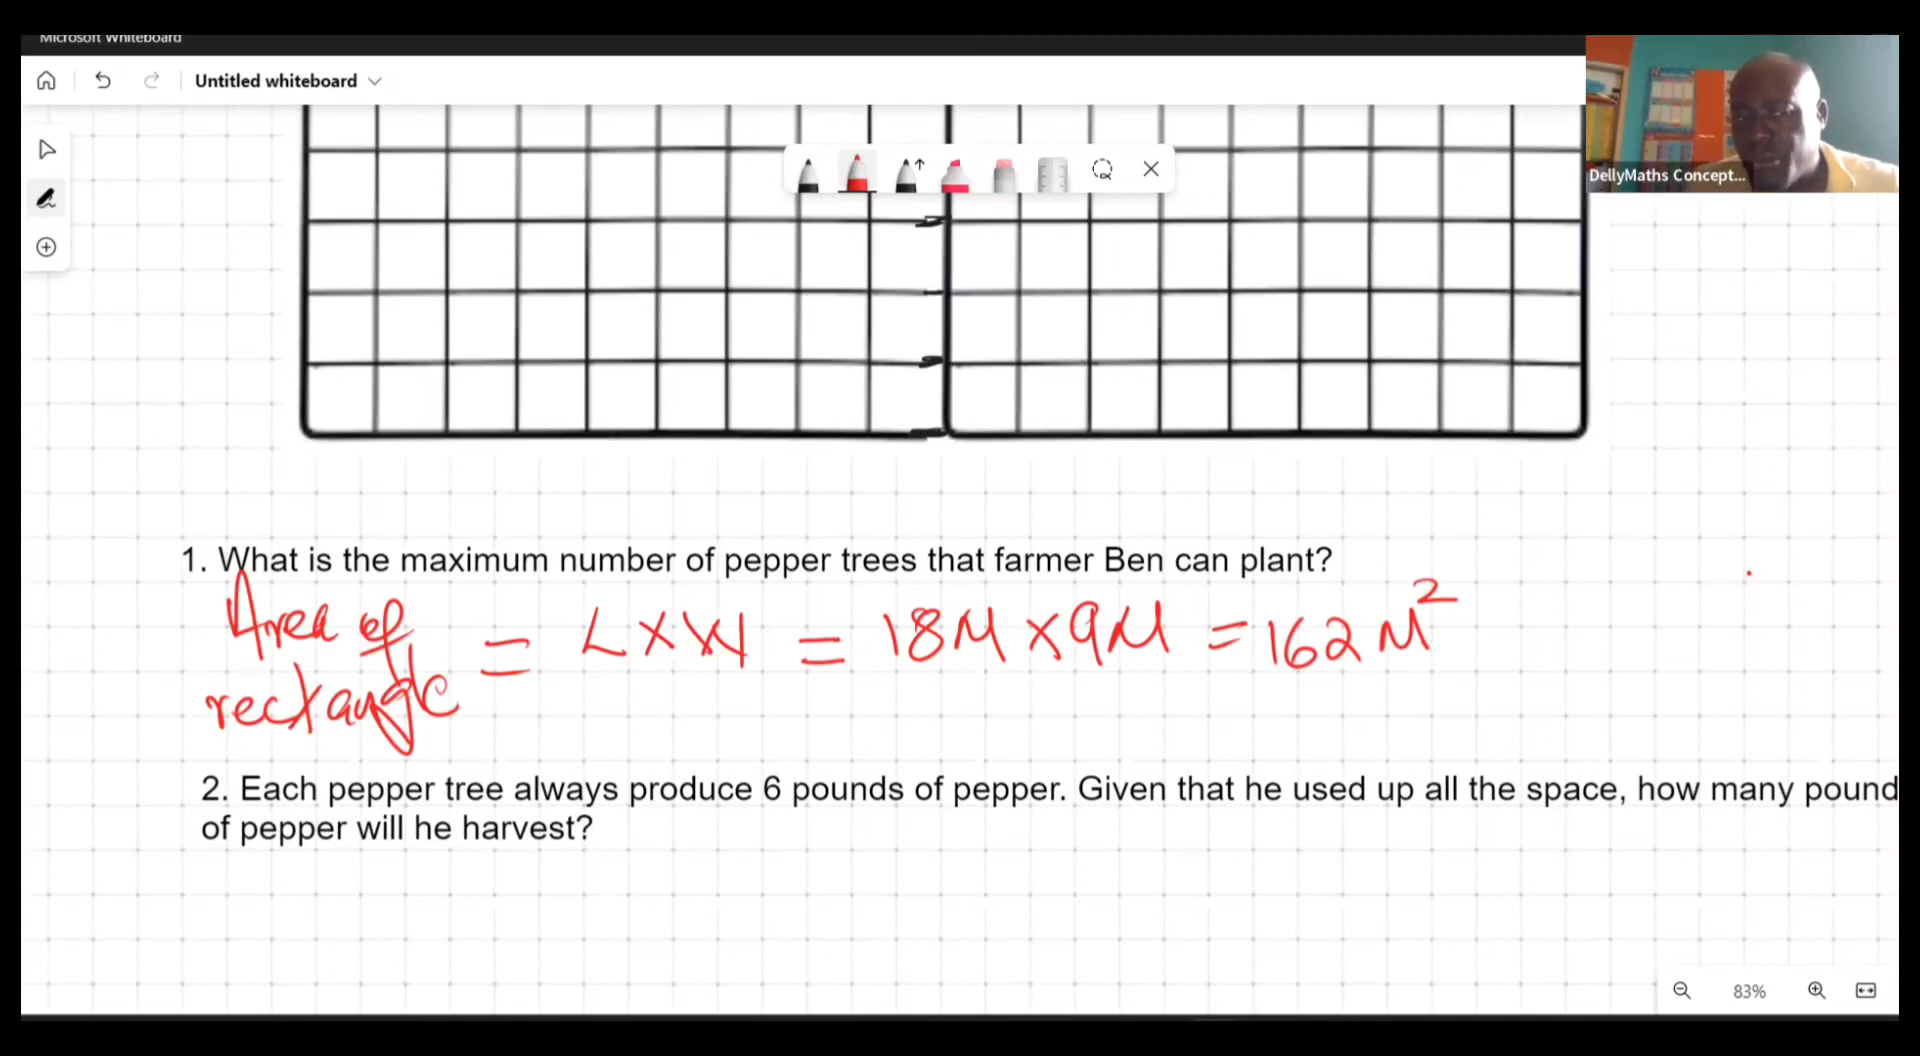 Microsoft Whiteboard
Untitled whiteboard
DellyMaths Concept...
1. What is the maximum number of pepper trees that farmer Ben can plant?
Area of
rectangle = L X W = 18M X 9M = 162 M²
2. Each pepper tree always produce 6 pounds of pepper. Given that he used up all the space, how many pound
of pepper will he harvest?
83%